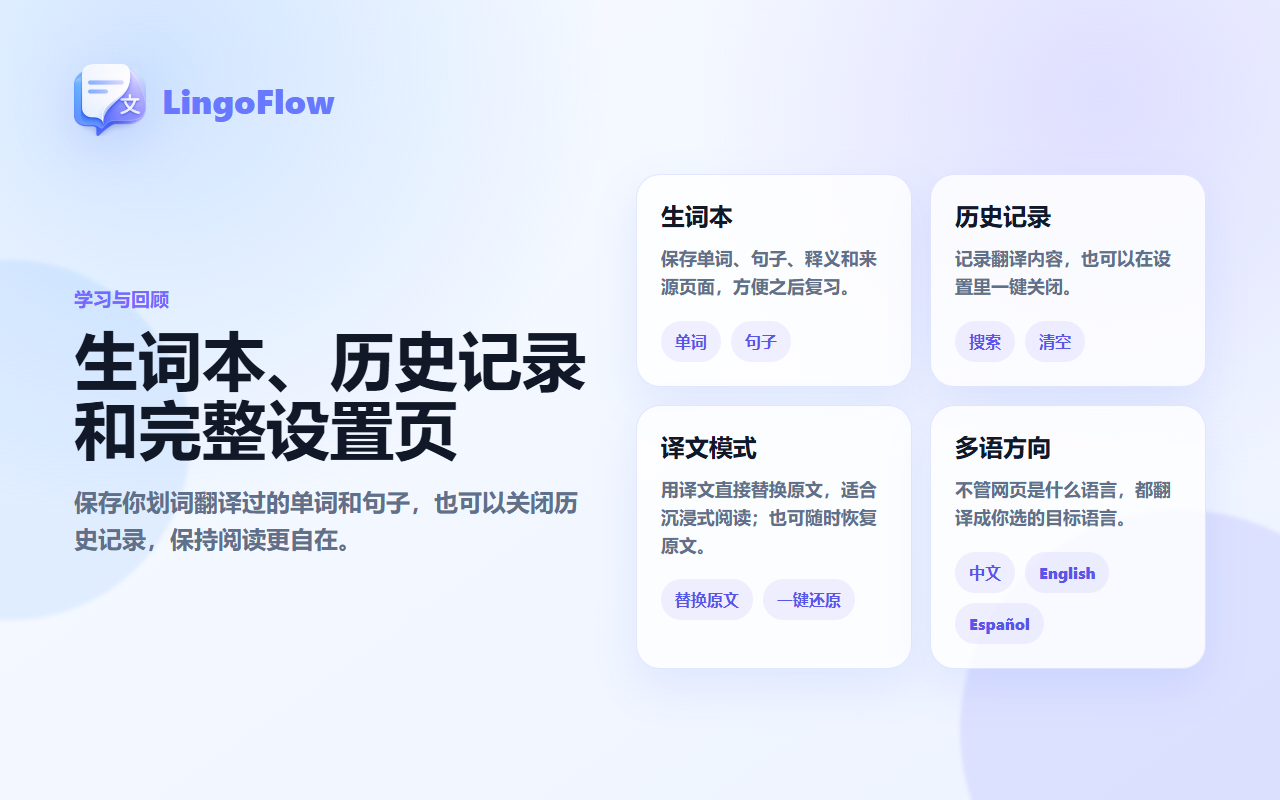 文
LingoFlow
学习与回顾
生词本、历史记录
和完整设置页
保存你划词翻译过的单词和句子，也可以关闭历
史记录，保持阅读更自在。
生词本
保存单词、句子、释义和来
源页面，方便之后复习。
单词 句子
历史记录
记录翻译内容，也可以在设
置里一键关闭。
搜索 清空
译文模式
用译文直接替换原文，适合
沉浸式阅读；也可随时恢复
原文。
替换原文 一键还原
多语方向
不管网页是什么语言，都翻
译成你选的目标语言。
中文 English
Español